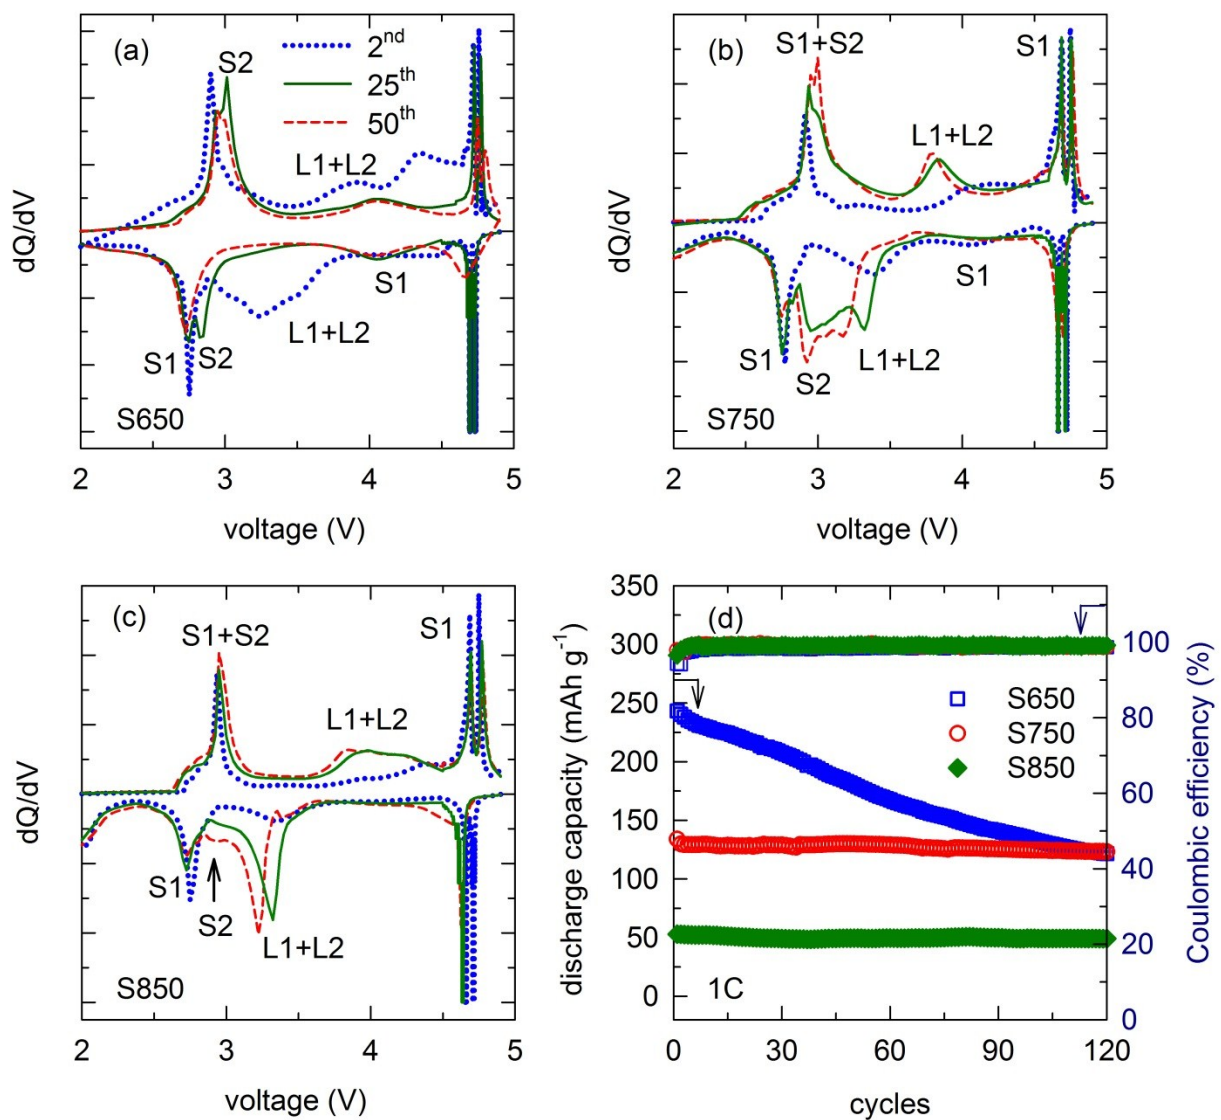 (a)
2nd
25th
50th
S2
L1+L2
S1
S2
L1+L2
S1
S650
dQ/dV
2 3 4 5
voltage (V)
(b)
S1+S2
S1
L1+L2
S1
S1
S2
L1+L2
S750
dQ/dV
2 3 4 5
voltage (V)
(c)
S1+S2
S1
L1+L2
S1
S2
L1+L2
S850
dQ/dV
2 3 4 5
voltage (V)
(d)
350
300
250
200
150
100
50
0
discharge capacity (mAh g-1)
S650
S750
S850
1C
100
80
60
40
20
0
Coulombic efficiency (%)
0 30 60 90 120
cycles